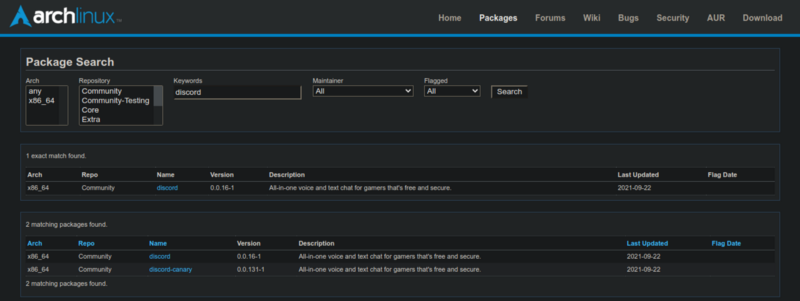 archlinux™
Home Packages Forums Wiki Bugs Security AUR Download
Package Search
Arch Repository Keywords Maintainer Flagged
any Community discord All All Search
x86_64 Community-Testing
Core
Extra
1 exact match found.
Arch Repo Name Version Description Last Updated Flag Date
x86_64 Community discord 0.0.16-1 All-in-one voice and text chat for gamers that's free and secure. 2021-09-22
2 matching packages found.
Arch Repo Name Version Description Last Updated Flag Date
x86_64 Community discord 0.0.16-1 All-in-one voice and text chat for gamers that's free and secure. 2021-09-22
x86_64 Community discord-canary 0.0.131-1 All-in-one voice and text chat for gamers that's free and secure. 2021-09-22
2 matching packages found.